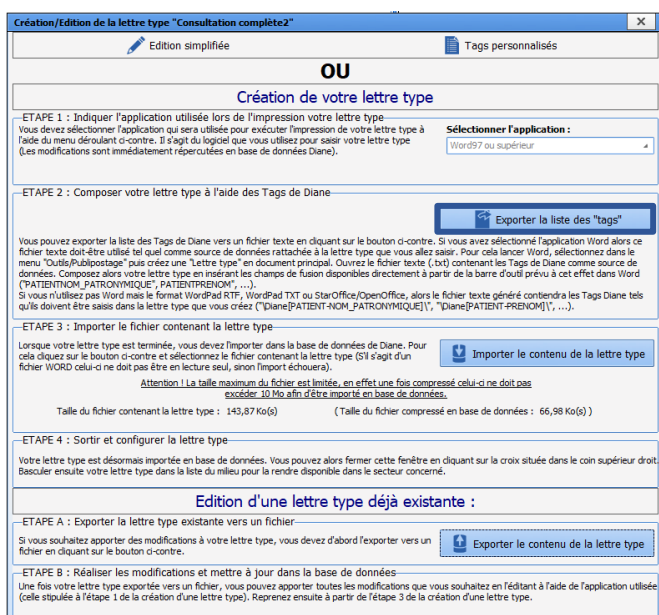 Création/Edition de la lettre type "Consultation complète2"
Edition simplifiée
Tags personnalisés
OU
Création de votre lettre type
ETAPE 1 : Indiquer l'application utilisée lors de l'impression votre lettre type
Vous devez sélectionner l'application qui sera utilisée pour exécuter l'impression de votre lettre type à
l'aide du menu déroulant ci-contre. Il s'agit du logiciel que vous utilisez pour saisir votre lettre type
(Les modifications sont immédiatement répercutées en base de données Diane).
Sélectionner l'application :
Word97 ou supérieur
ETAPE 2 : Composer votre lettre type à l'aide des Tags de Diane
Exporter la liste des "tags"
Vous pouvez exporter la liste des Tags de Diane vers un fichier texte en cliquant sur le bouton ci-contre. Si vous avez sélectionné l'application Word alors ce
fichier texte doit-être utilisé tel quel comme source de données rattachée à la lettre type que vous allez saisir. Pour cela lancer Word, sélectionnez dans le
menu "Outils/Publipostage" puis créez une "Lettre type" en document principal. Ouvrez le fichier texte (.txt) contenant les Tags de Diane comme source de
données. Composez alors votre lettre type en insérant les champs de fusion disponibles directement à partir de la barre d'outil prévu à cet effet dans Word
("PATIENTNOM_PATRONYMIQUE", PATIENTPRENOM", ...).
Si vous n'utilisez pas Word mais le format WordPad RTF, WordPad TXT ou StarOffice/OpenOffice, alors le fichier texte généré contiendra les Tags Diane tels
qu'ils doivent être saisis dans la lettre type que vous créez ("\Diane[PATIENT-NOM_PATRONYMIQUE]\", "\Diane[PATIENT-PRENOM]\", ...).
ETAPE 3 : Importer le fichier contenant la lettre type
Lorsque votre lettre type est terminée, vous devez l'importer dans la base de données de Diane. Pour
cela cliquez sur le bouton ci-contre et sélectionnez le fichier contenant la lettre type (S'il s'agit d'un
fichier WORD celui-ci ne doit pas être en lecture seul, sinon l'import échouera).
Importer le contenu de la lettre type
Attention ! La taille maximum du fichier est limitée, en effet une fois compressé celui-ci ne doit pas
excéder 10 Mo afin d'être importé en base de données.
Taille du fichier contenant la lettre type : 143,87 Ko(s) ( Taille du fichier compressé en base de données : 66,98 Ko(s) )
ETAPE 4 : Sortir et configurer la lettre type
Votre lettre type est désormais importée en base de données. Vous pouvez alors fermer cette fenêtre en cliquant sur la croix située dans le coin supérieur droit.
Basculer ensuite votre lettre type dans la liste du milieu pour la rendre disponible dans le secteur concerné.
Edition d'une lettre type déjà existante :
ETAPE A : Exporter la lettre type existante vers un fichier
Si vous souhaitez apporter des modifications à votre lettre type, vous devez d'abord l'exporter vers un
fichier en cliquant sur le bouton ci-contre.
Exporter le contenu de la lettre type
ETAPE B : Réaliser les modifications et mettre à jour dans la base de données
Une fois votre lettre type exportée vers un fichier, vous pouvez apporter toutes les modifications que vous souhaitez en l'éditant à l'aide de l'application utilisée
(celle stipulée à l'étape 1 de la création d'une lettre type). Reprenez ensuite à partir de l'étape 3 de la création d'une lettre type.